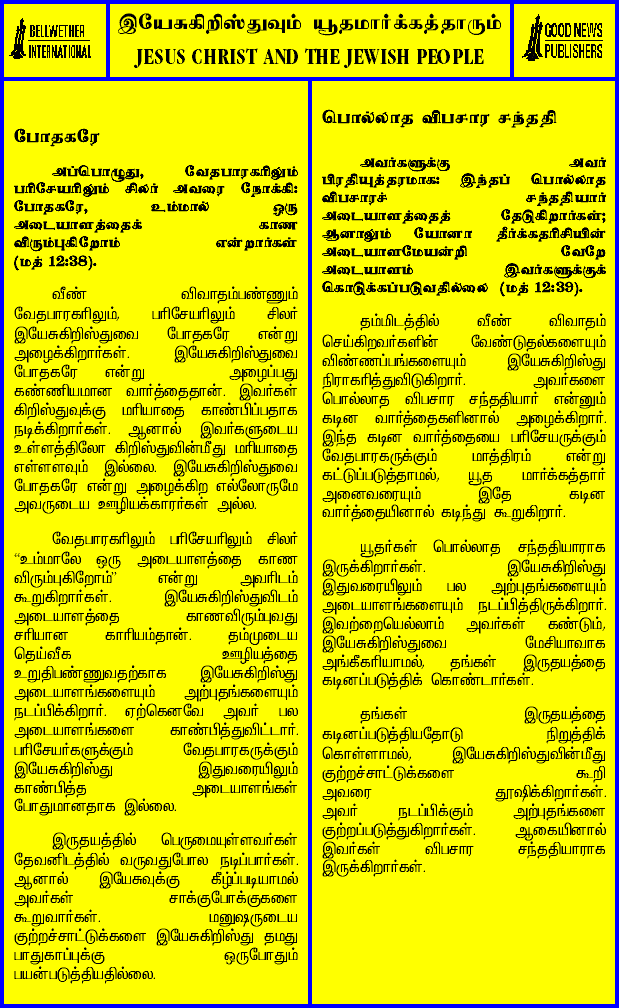 BELLWETHER
INTERNATIONAL
இயேசுகிறிஸ்துவும் யூதமார்க்கத்தாரும்
JESUS CHRIST AND THE JEWISH PEOPLE
GOOD NEWS
PUBLISHERS
போதகரே
அப்பொழுது, வேதபாரகரிலும்
பரிசேயரிலும் சிலர் அவரை நோக்கி:
போதகரே, உம்மால் ஒரு
அடையாளத்தைக் காண
விரும்புகிறோம் என்றார்கள்
(மத் 12:38).
வீண் விவாதம்பண்ணும்
வேதபாரகரிலும், பரிசேயரிலும் சிலர்
இயேசுகிறிஸ்துவை போதகரே என்று
அழைக்கிறார்கள். இயேசுகிறிஸ்துவை
போதகரே என்று அழைப்பது
கண்ணியமான வார்த்தைதான். இவர்கள்
கிறிஸ்துவுக்கு மரியாதை காண்பிப்பதாக
நடிக்கிறார்கள். ஆனால் இவர்களுடைய
உள்ளத்திலோ கிறிஸ்துவின்மீது மரியாதை
எள்ளளவும் இல்லை. இயேசுகிறிஸ்துவை
போதகரே என்று அழைக்கிற எல்லோருமே
அவருடைய ஊழியக்காரர்கள் அல்ல.
வேதபாரகரிலும் பரிசேயரிலும் சிலர்
“உம்மாலே ஒரு அடையாளத்தை காண
விரும்புகிறோம்” என்று அவரிடம்
கூறுகிறார்கள். இயேசுகிறிஸ்துவிடம்
அடையாளத்தை காணவிரும்புவது
சரியான காரியம்தான். தம்முடைய
தெய்வீக ஊழியத்தை
உறுதிபண்ணுவதற்காக இயேசுகிறிஸ்து
அடையாளங்களையும் அற்புதங்களையும்
நடப்பிக்கிறார். ஏற்கெனவே அவர் பல
அடையாளங்களை காண்பித்துவிட்டார்.
பரிசேயர்களுக்கும் வேதபாரகருக்கும்
இயேசுகிறிஸ்து இதுவரையிலும்
காண்பித்த அடையாளங்கள்
போதுமானதாக இல்லை.
இருதயத்தில் பெருமையுள்ளவர்கள்
தேவனிடத்தில் வருவதுபோல நடிப்பார்கள்.
ஆனால் இயேசுவுக்கு கீழ்ப்படியாமல்
அவர்கள் சாக்குபோக்குகளை
கூறுவார்கள். மனுஷருடைய
குற்றச்சாட்டுக்களை இயேசுகிறிஸ்து தமது
பாதுகாப்புக்கு ஒருபோதும்
பயன்படுத்தியதில்லை.
பொல்லாத விபசார சந்ததி
அவர்களுக்கு அவர்
பிரதியுத்தரமாக: இந்தப் பொல்லாத
விபசாரச் சந்ததியார்
அடையாளத்தைத் தேடுகிறார்கள்;
ஆனாலும் யோனா தீர்க்கதரிசியின்
அடையாளமேயன்றி வேறே
அடையாளம் இவர்களுக்குக்
கொடுக்கப்படுவதில்லை (மத் 12:39).
தம்மிடத்தில் வீண் விவாதம்
செய்கிறவர்களின் வேண்டுதல்களையும்
விண்ணப்பங்களையும் இயேசுகிறிஸ்து
நிராகரித்துவிடுகிறார். அவர்களை
பொல்லாத விபசார சந்ததியார் என்னும்
கடின வார்த்தைகளினால் அழைக்கிறார்.
இந்த கடின வார்த்தையை பரிசேயருக்கும்
வேதபாரகருக்கும் மாத்திரம் என்று
கட்டுப்படுத்தாமல், யூத மார்க்கத்தார்
அனைவரையும் இதே கடின
வார்த்தையினால் கடிந்து கூறுகிறார்.
யூதர்கள் பொல்லாத சந்ததியாராக
இருக்கிறார்கள். இயேசுகிறிஸ்து
இதுவரையிலும் பல அற்புதங்களையும்
அடையாளங்களையும் நடப்பித்திருக்கிறார்.
இவற்றையெல்லாம் அவர்கள் கண்டும்,
இயேசுகிறிஸ்துவை மேசியாவாக
அங்கீகரியாமல், தங்கள் இருதயத்தை
கடினப்படுத்திக் கொண்டார்கள்.
தங்கள் இருதயத்தை
கடினப்படுத்தியதோடு நிறுத்திக்
கொள்ளாமல், இயேசுகிறிஸ்துவின்மீது
குற்றச்சாட்டுக்களை கூறி
அவரை தூஷிக்கிறார்கள்.
அவர் நடப்பிக்கும் அற்புதங்களை
குற்றப்படுத்துகிறார்கள். ஆகையினால்
இவர்கள் விபசார சந்ததியாராக
இருக்கிறார்கள்.